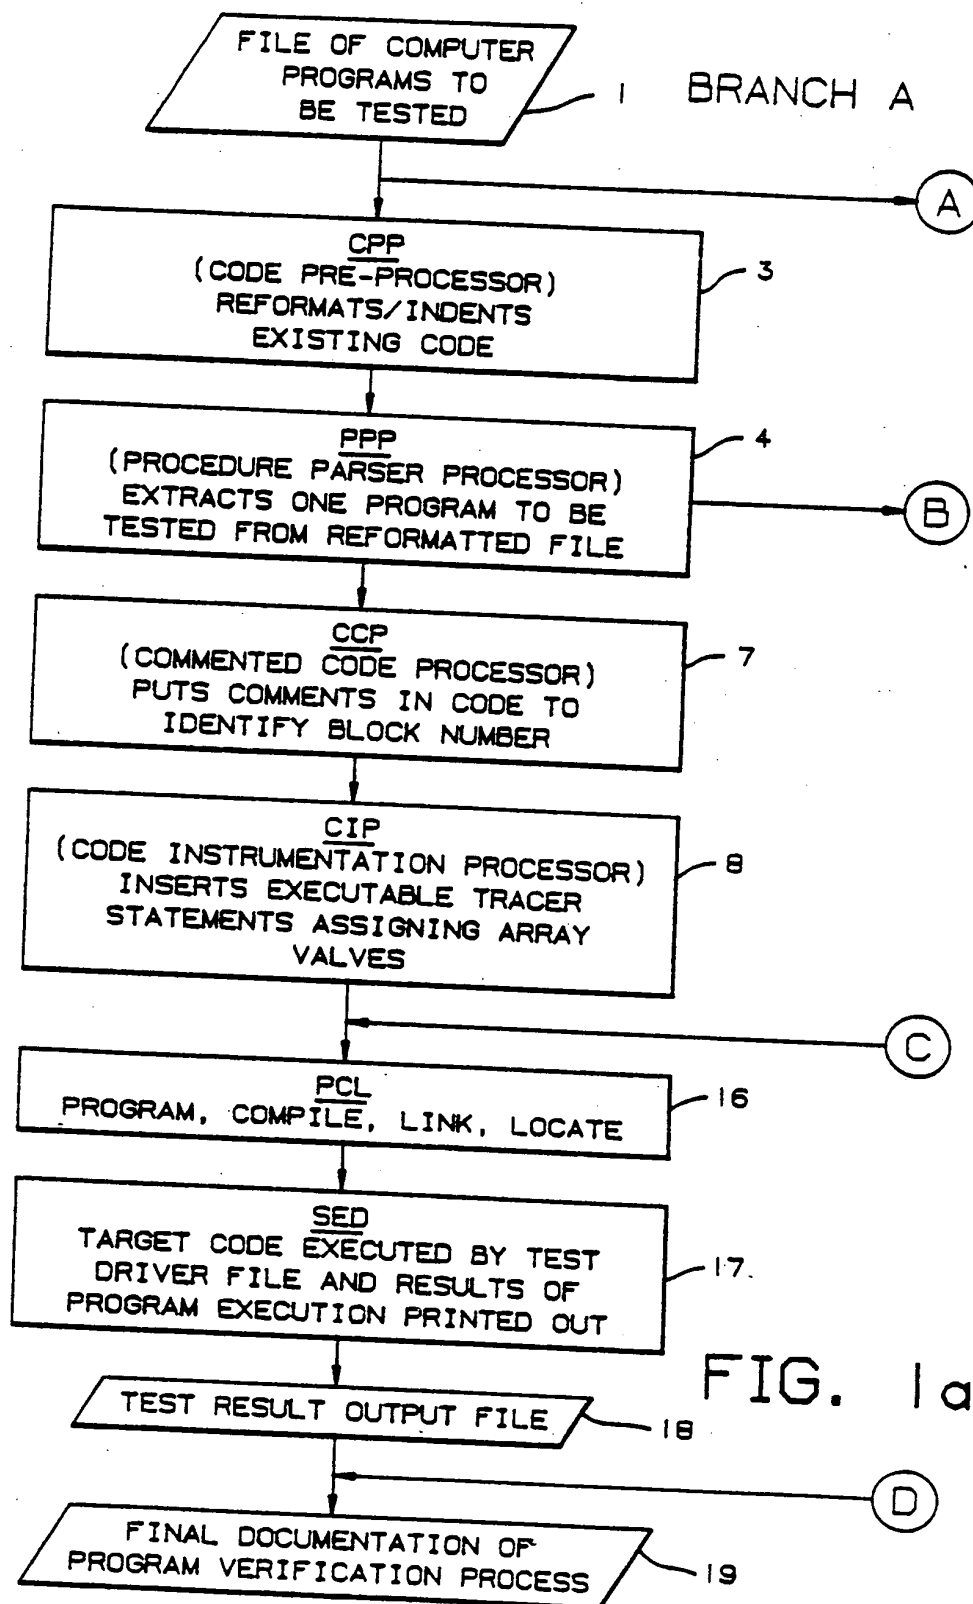 FILE OF COMPUTER
PROGRAMS TO
BE TESTED
1
BRANCH A
A
CPP
(CODE PRE-PROCESSOR)
REFORMATS/INDENTS
EXISTING CODE
3
PPP
(PROCEDURE PARSER PROCESSOR)
EXTRACTS ONE PROGRAM TO BE
TESTED FROM REFORMATTED FILE
4
B
CCP
(COMMENTED CODE PROCESSOR)
PUTS COMMENTS IN CODE TO
IDENTIFY BLOCK NUMBER
7
CIP
(CODE INSTRUMENTATION PROCESSOR)
INSERTS EXECUTABLE TRACER
STATEMENTS ASSIGNING ARRAY
VALVES
8
C
PCL
PROGRAM, COMPILE, LINK, LOCATE
16
SED
TARGET CODE EXECUTED BY TEST
DRIVER FILE AND RESULTS OF
PROGRAM EXECUTION PRINTED OUT
17
FIG. 1a
TEST RESULT OUTPUT FILE
18
D
FINAL DOCUMENTATION OF
PROGRAM VERIFICATION PROCESS
19